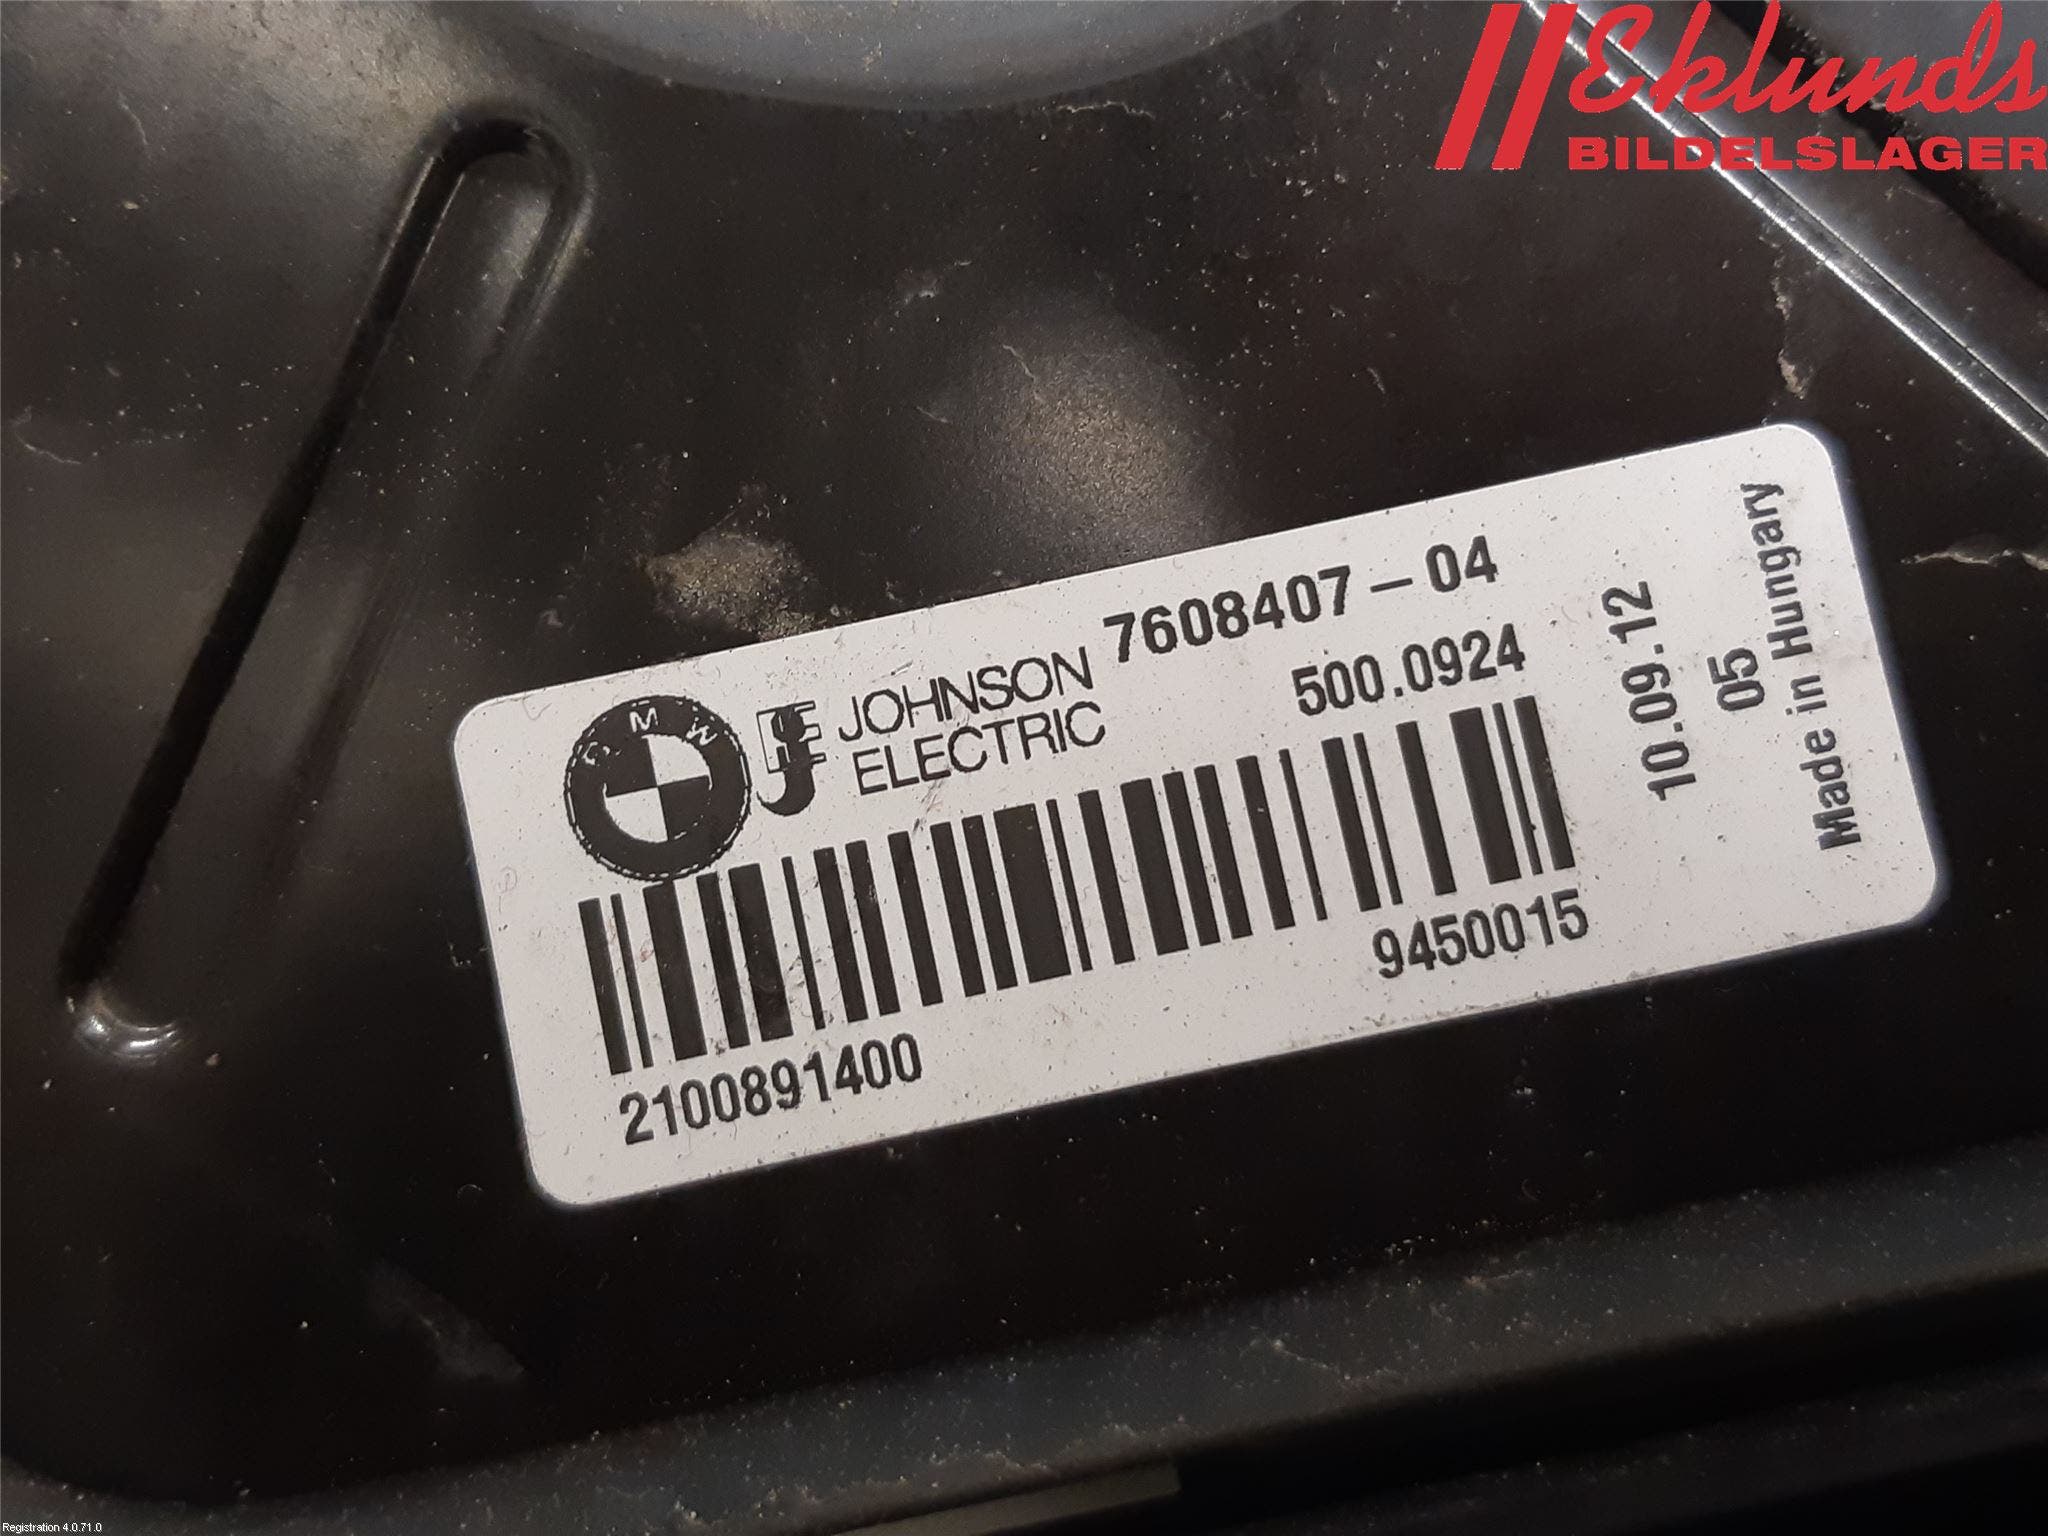 Eklunds
BILDELSLAGER
BMW
JOHNSON
ELECTRIC
7608407-04
500.0924
9450015
2100891400
10.09.12
05
Made in Hungary
Registration 4.0.71.0